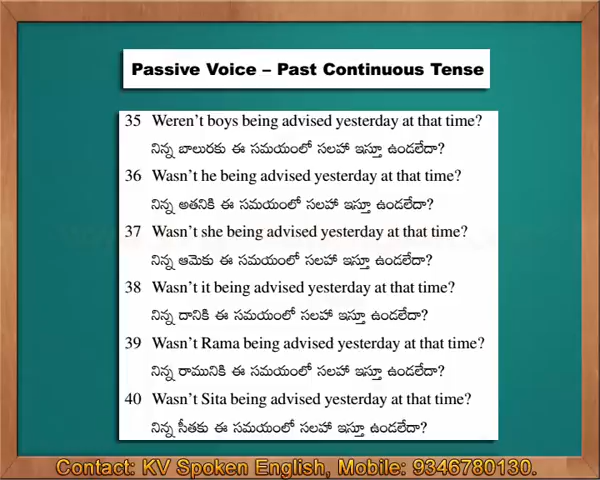 Passive Voice – Past Continuous Tense
35 Weren't boys being advised yesterday at that time?
నిన్న బాలురకు ఈ సమయంలో సలహా ఇస్తూ ఉండలేదా?
36 Wasn't he being advised yesterday at that time?
నిన్న అతనికి ఈ సమయంలో సలహా ఇస్తూ ఉండలేదా?
37 Wasn't she being advised yesterday at that time?
నిన్న ఆమెకు ఈ సమయంలో సలహా ఇస్తూ ఉండలేదా?
38 Wasn't it being advised yesterday at that time?
నిన్న దానికి ఈ సమయంలో సలహా ఇస్తూ ఉండలేదా?
39 Wasn't Rama being advised yesterday at that time?
నిన్న రామునికి ఈ సమయంలో సలహా ఇస్తూ ఉండలేదా?
40 Wasn't Sita being advised yesterday at that time?
నిన్న సీతకు ఈ సమయంలో సలహా ఇస్తూ ఉండలేదా?
Contact: KV Spoken English, Mobile: 9346780130.